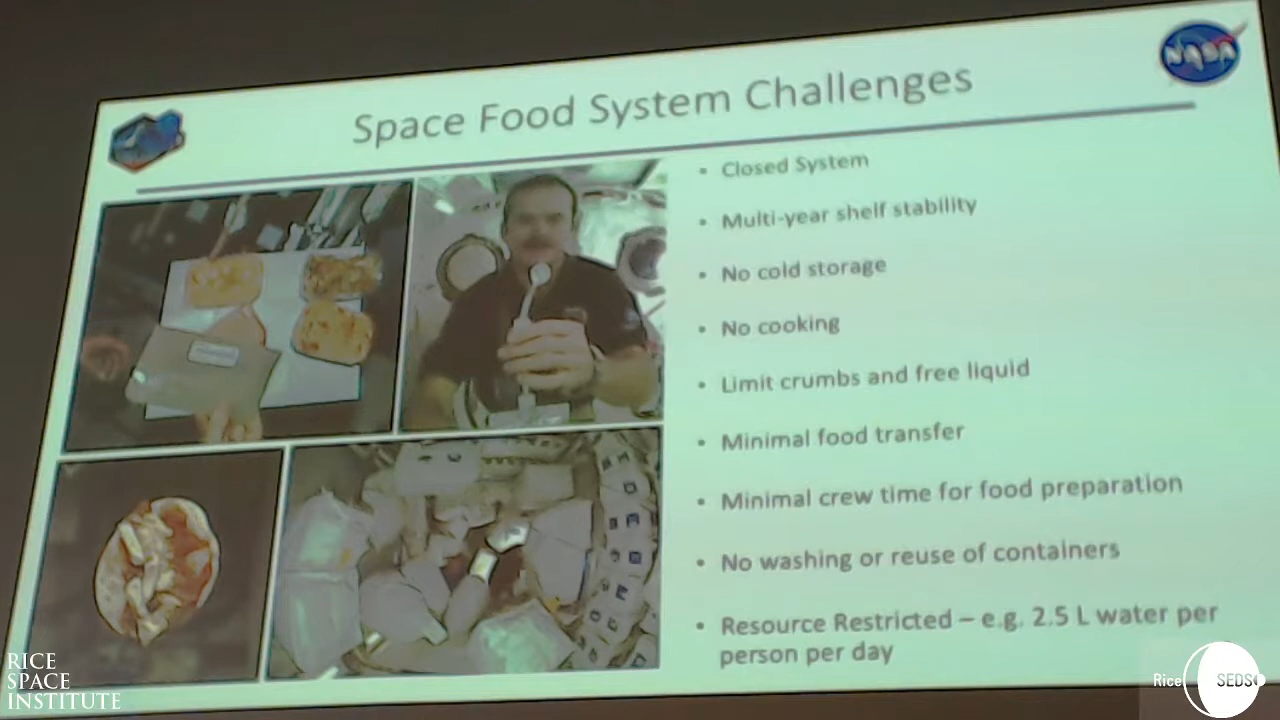 Space Food System Challenges
NASA
• Closed System
• Multi-year shelf stability
• No cold storage
• No cooking
• Limit crumbs and free liquid
• Minimal food transfer
• Minimal crew time for food preparation
• No washing or reuse of containers
• Resource Restricted – e.g. 2.5 L water per
person per day
RICE
SPACE
INSTITUTE
Rice SEDS